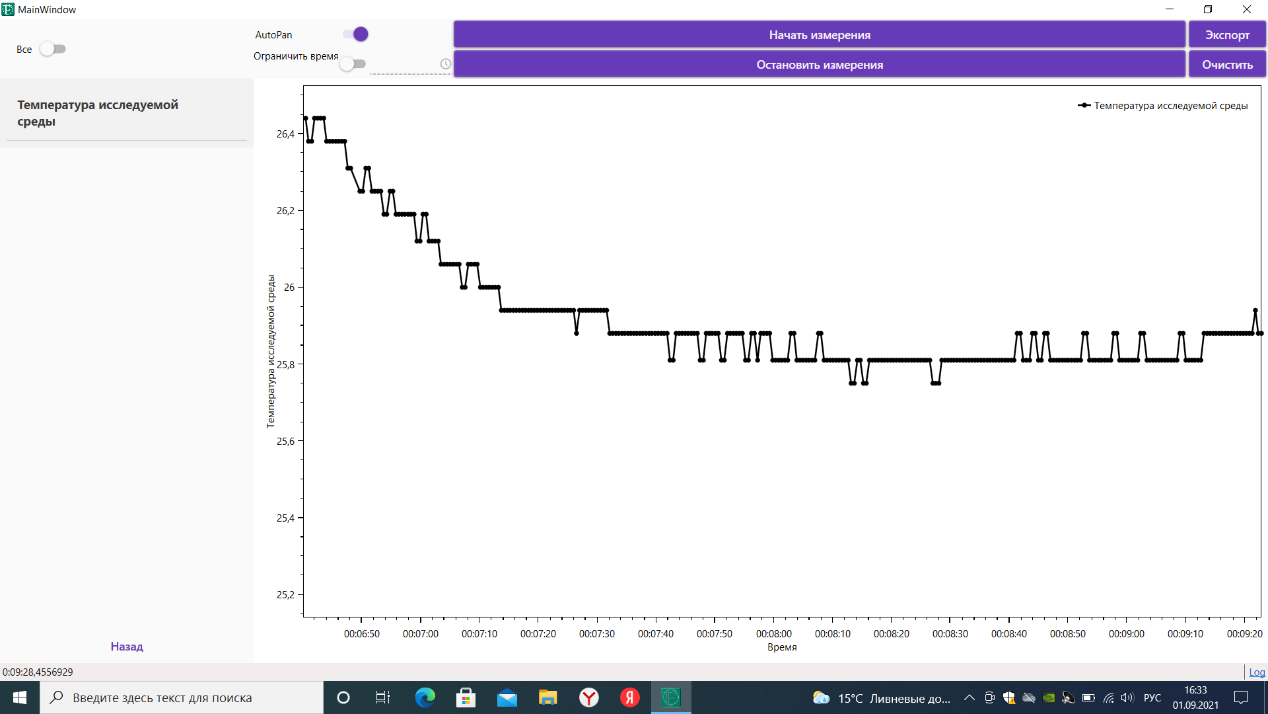 MainWindow
Все
AutoPan
Ограничить время
Начать измерения
Экспорт
Остановить измерения
Очистить
Температура исследуемой
среды
Температура исследуемой среды
Температура исследуемой среды
26,4
26,2
26
25,8
25,6
25,4
25,2
00:06:50 00:07:00 00:07:10 00:07:20 00:07:30 00:07:40 00:07:50 00:08:00 00:08:10 00:08:20 00:08:30 00:08:40 00:08:50 00:09:00 00:09:10 00:09:20
Время
Назад
0:09:28,4556929
Log
Введите здесь текст для поиска
15°C Ливневые до...
РУС
16:33
01.09.2021